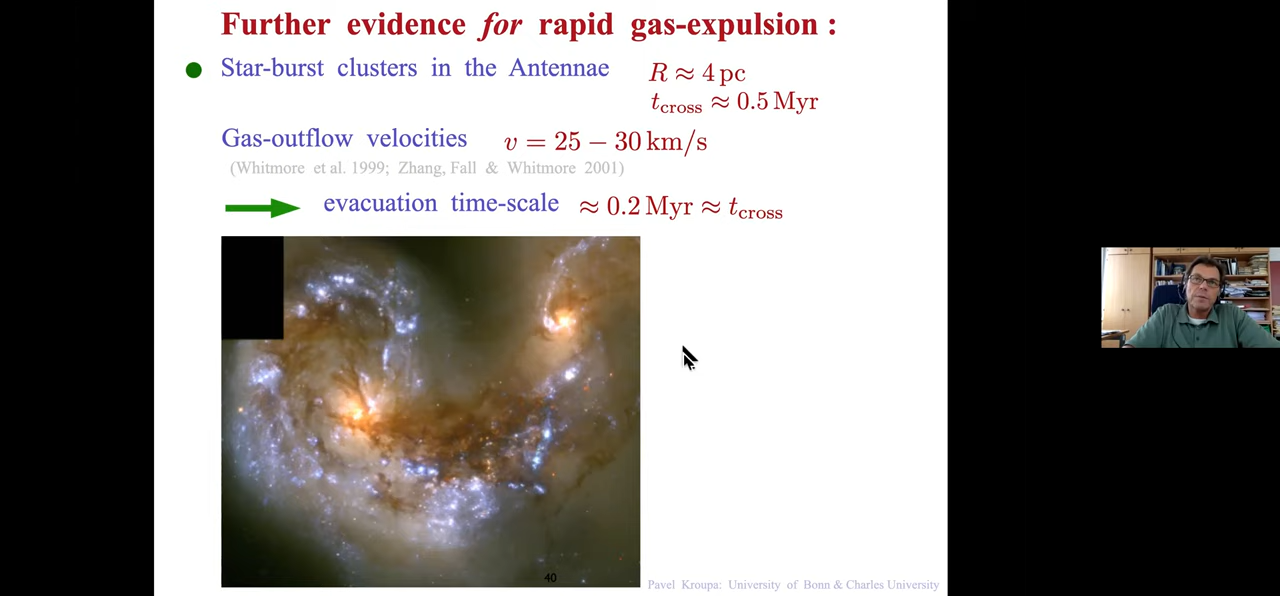 Further evidence for rapid gas-expulsion :
Star-burst clusters in the Antennae R ≈ 4 pc
t_cross ≈ 0.5 Myr
Gas-outflow velocities v = 25 − 30 km/s
(Whitmore et al. 1999; Zhang, Fall & Whitmore 2001)
evacuation time-scale ≈ 0.2 Myr ≈ t_cross
40
Pavel Kroupa: University of Bonn & Charles University